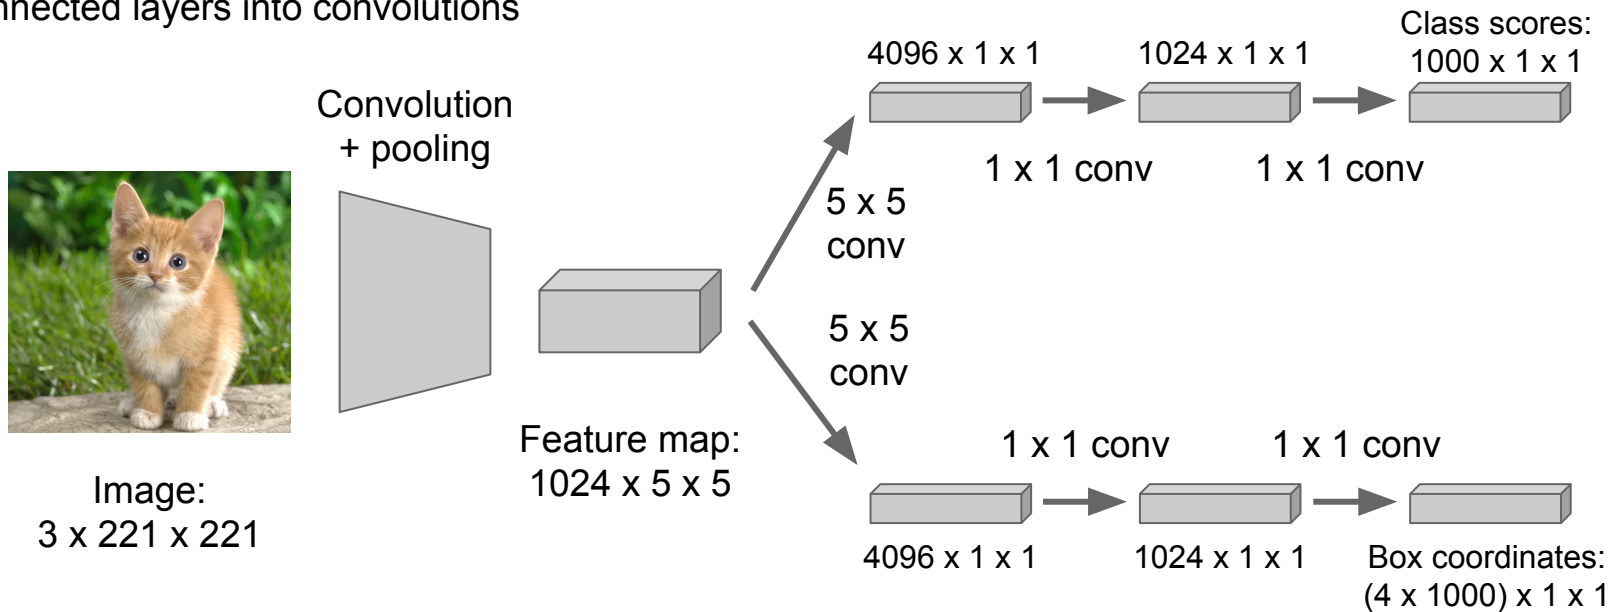 layers into convolutions
Convolution
+ pooling
Image:
3 x 221 x 221
Feature map:
1024 x 5 x 5
5 x 5
conv
5 x 5
conv
4096 x 1 x 1
1024 x 1 x 1
Class scores:
1000 x 1 x 1
1 x 1 conv
1 x 1 conv
1 x 1 conv
1 x 1 conv
4096 x 1 x 1
1024 x 1 x 1
Box coordinates:
(4 x 1000) x 1 x 1